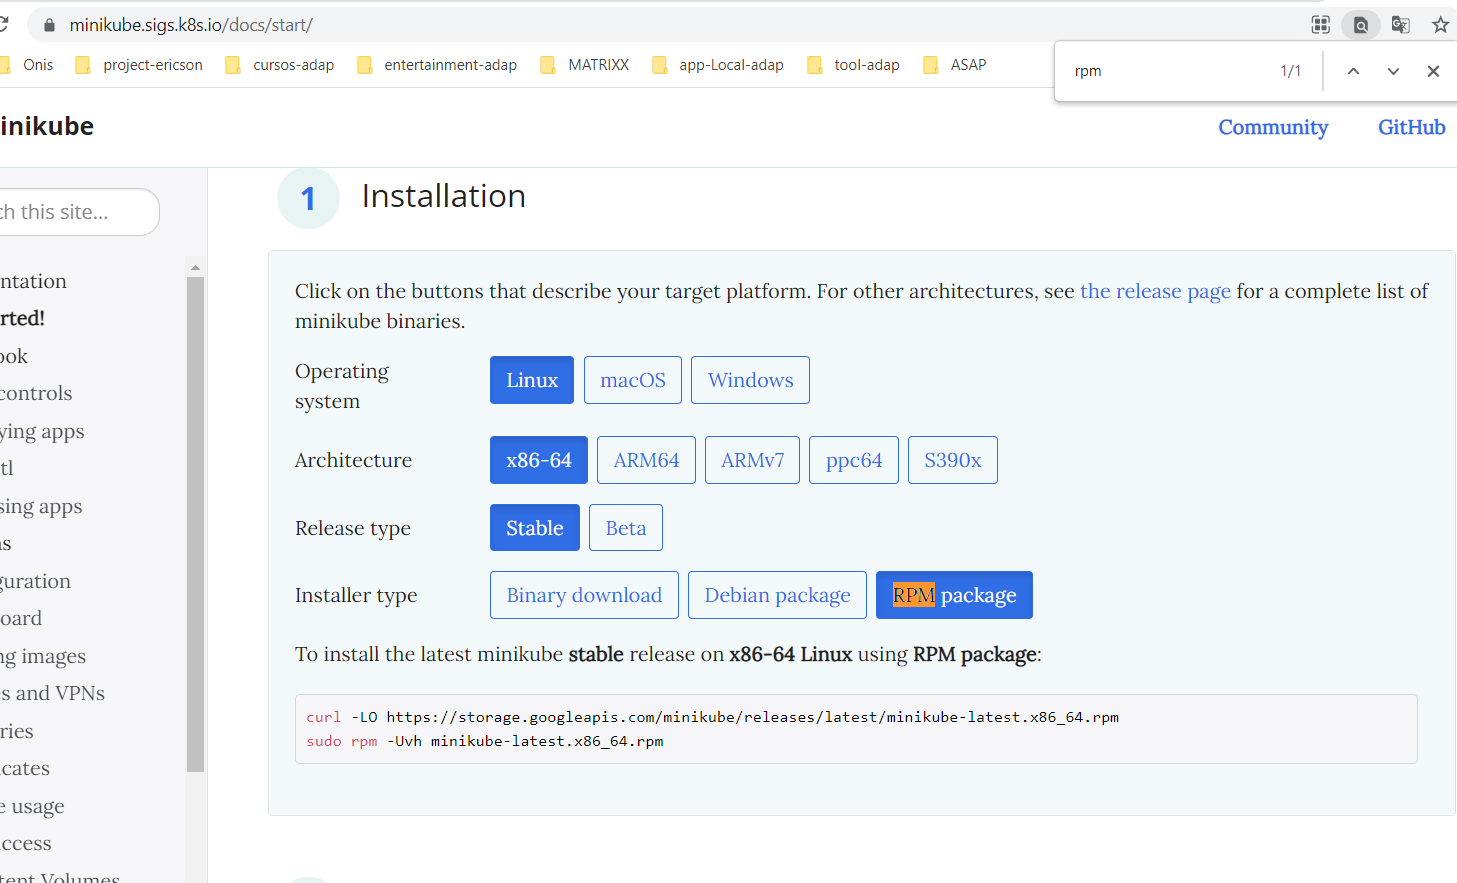 minikube.sigs.k8s.io/docs/start/
Onis project-ericson cursos-adap entertainment-adap MATRIXX app-Local-adap tool-adap ASAP
rpm 1/1
inikube
Community GitHub
ch this site...
ntation
rted!
ook
controls
ying apps
tl
sing apps
s
guration
oard
ng images
s and VPNs
ries
icates
e usage
ccess
tent Volumes
1 Installation
Click on the buttons that describe your target platform. For other architectures, see the release page for a complete list of
minikube binaries.
Operating
system
Linux macOS Windows
Architecture x86-64 ARM64 ARMv7 ppc64 S390x
Release type Stable Beta
Installer type Binary download Debian package RPM package
To install the latest minikube stable release on x86-64 Linux using RPM package:
curl -LO https://storage.googleapis.com/minikube/releases/latest/minikube-latest.x86_64.rpm
sudo rpm -Uvh minikube-latest.x86_64.rpm